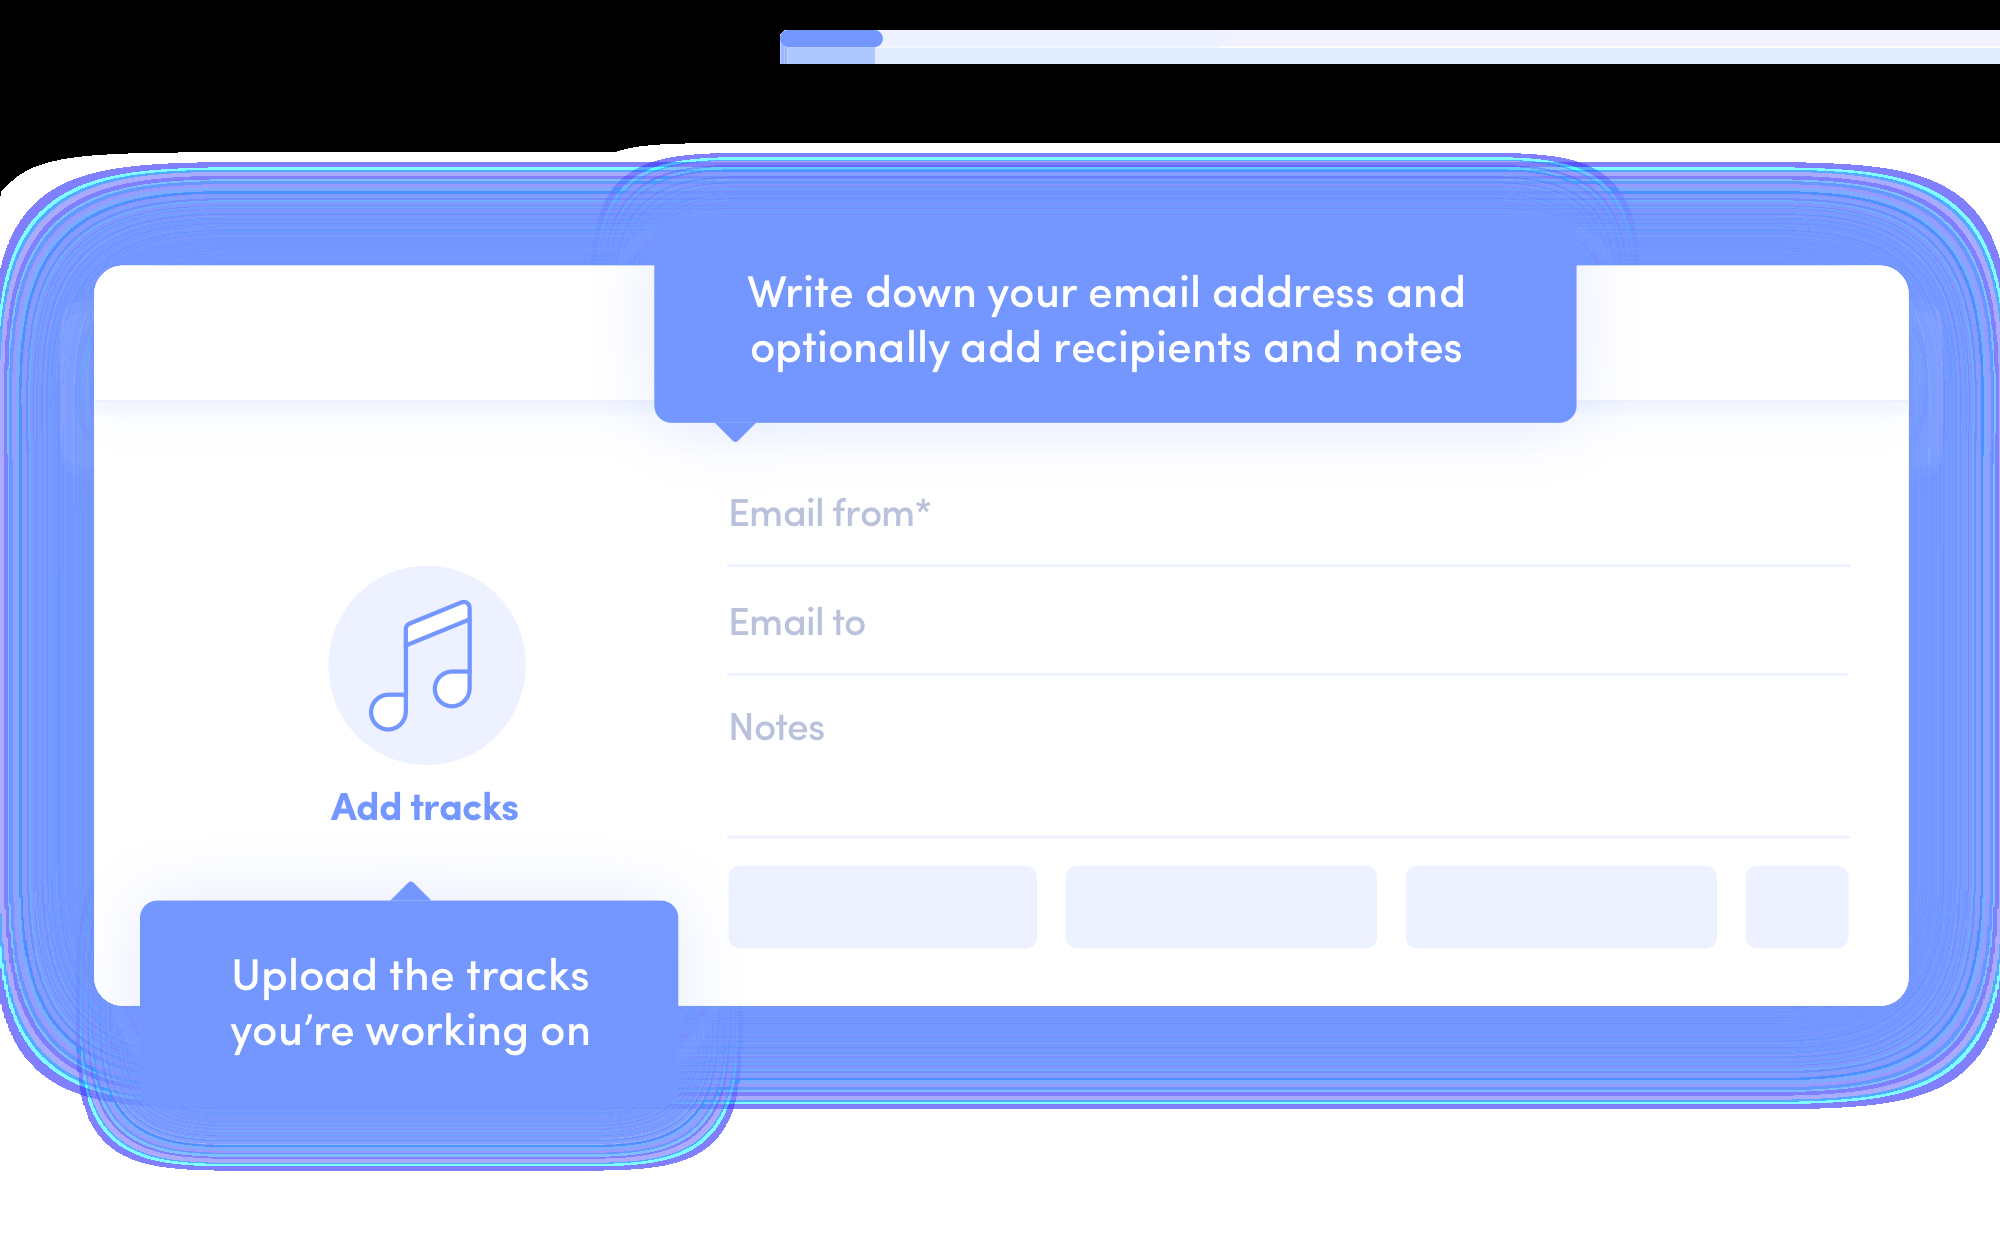 Write down your email address and
optionally add recipients and notes
Email from*
Email to
Notes
Add tracks
Upload the tracks
you’re working on